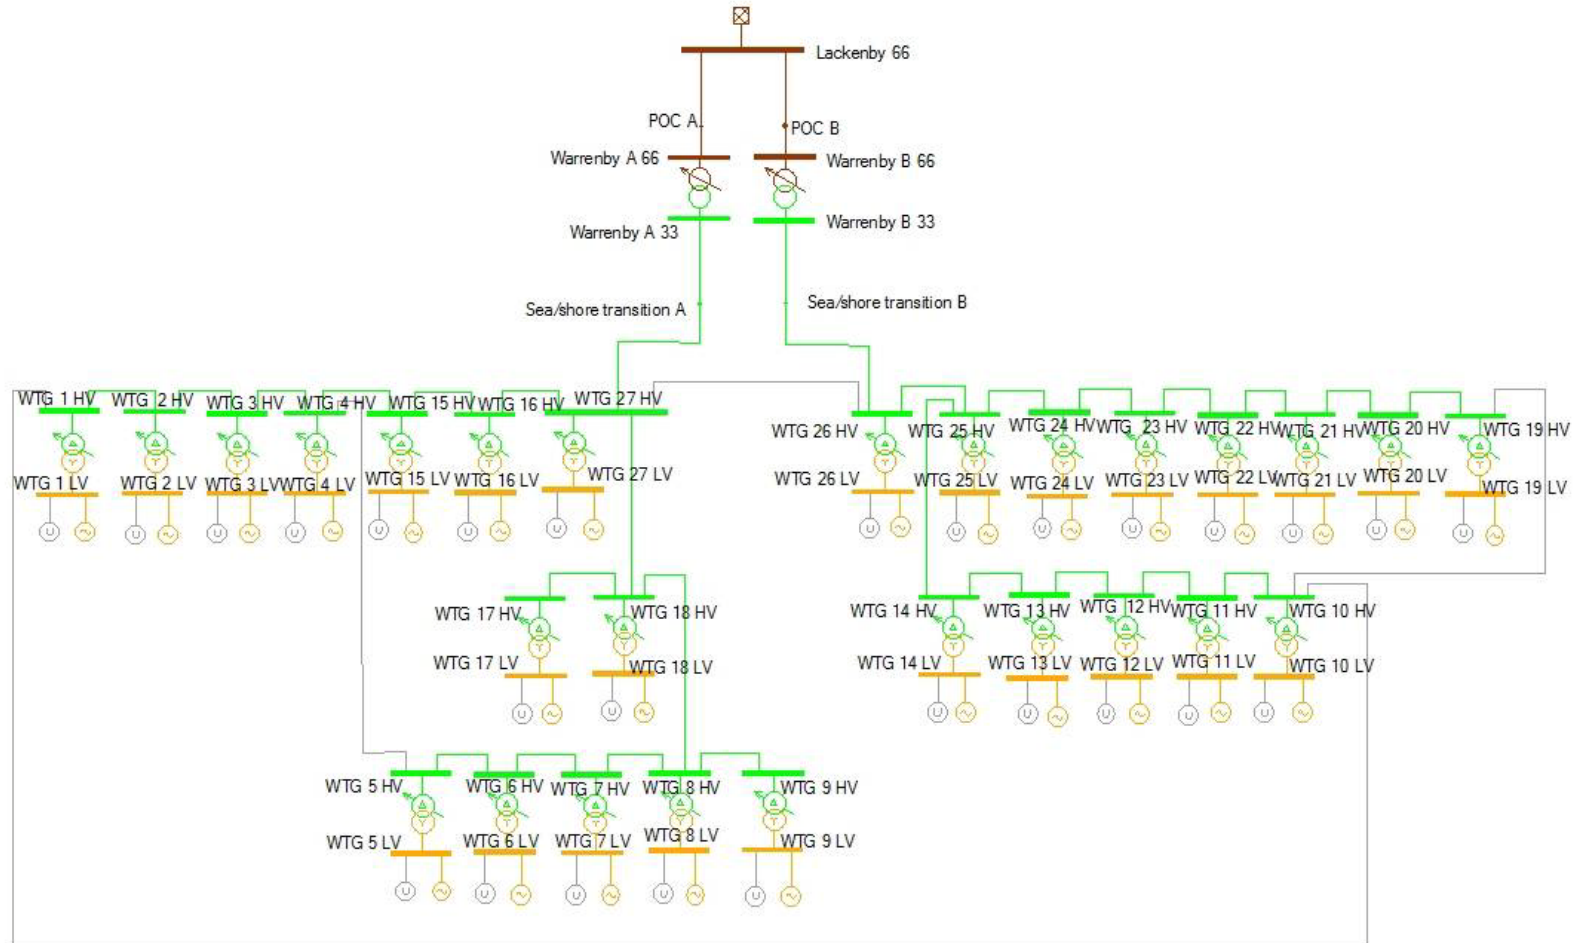 Lackenby 66
POC A
POC B
Warrenby A 66
Warrenby B 66
Warrenby A 33
Warrenby B 33
Sea/shore transition A
Sea/shore transition B
WTG 1 HV
WTG 2 HV
WTG 3 HV
WTG 4 HV
WTG 15 HV
WTG 16 HV
WTG 27 HV
WTG 26 HV
WTG 25 HV
WTG 24 HV
WTG 23 HV
WTG 22 HV
WTG 21 HV
WTG 20 HV
WTG 19 HV
WTG 1 LV
WTG 2 LV
WTG 3 LV
WTG 4 LV
WTG 15 LV
WTG 16 LV
WTG 27 LV
WTG 26 LV
WTG 25 LV
WTG 24 LV
WTG 23 LV
WTG 22 LV
WTG 21 LV
WTG 20 LV
WTG 19 LV
WTG 17 HV
WTG 18 HV
WTG 14 HV
WTG 13 HV
WTG 12 HV
WTG 11 HV
WTG 10 HV
WTG 17 LV
WTG 18 LV
WTG 14 LV
WTG 13 LV
WTG 12 LV
WTG 11 LV
WTG 10 LV
WTG 5 HV
WTG 6 HV
WTG 7 HV
WTG 8 HV
WTG 9 HV
WTG 5 LV
WTG 6 LV
WTG 7 LV
WTG 8 LV
WTG 9 LV